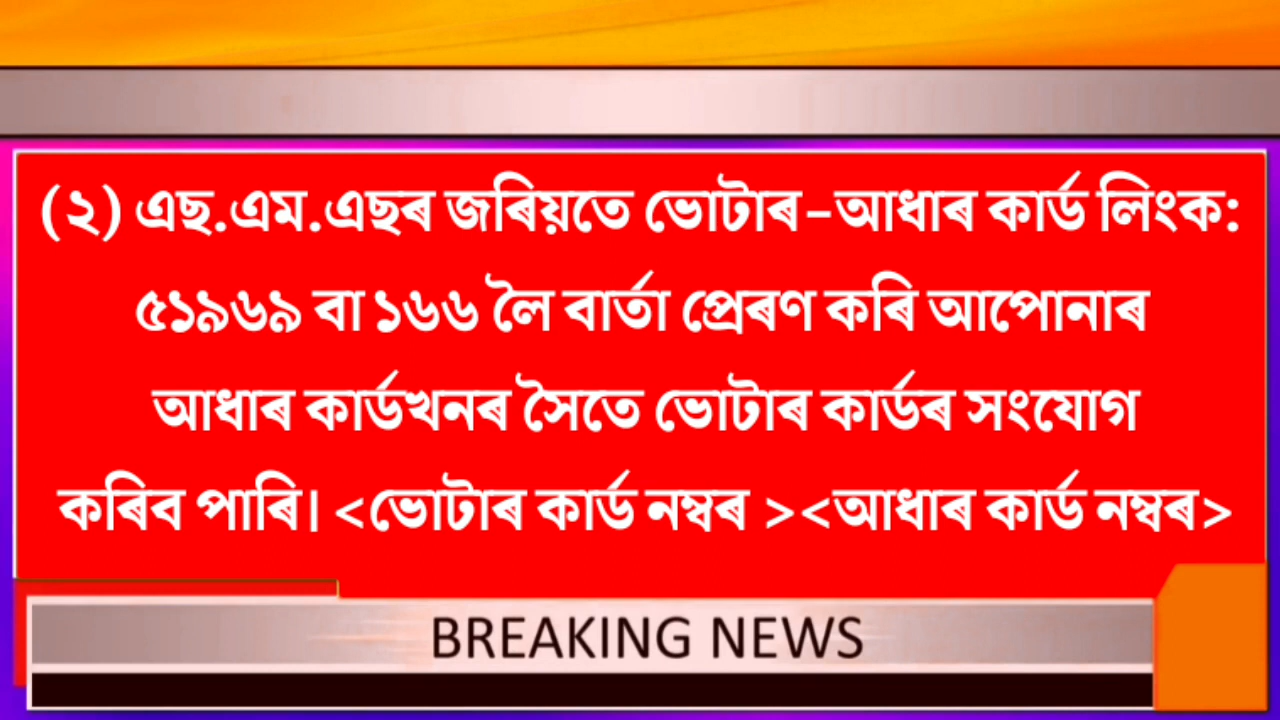 (২) এছ.এম.এছৰ জৰিয়তে ভোটাৰ-আধাৰ কাৰ্ড লিংক:
৫১৯৬৯ বা ১৬৬ লৈ বাৰ্তা প্ৰেৰণ কৰি আপোনাৰ
আধাৰ কাৰ্ডখনৰ সৈতে ভোটাৰ কাৰ্ডৰ সংযোগ
কৰিব পাৰি। <ভোটাৰ কাৰ্ড নম্বৰ ><আধাৰ কাৰ্ড নম্বৰ>
BREAKING NEWS